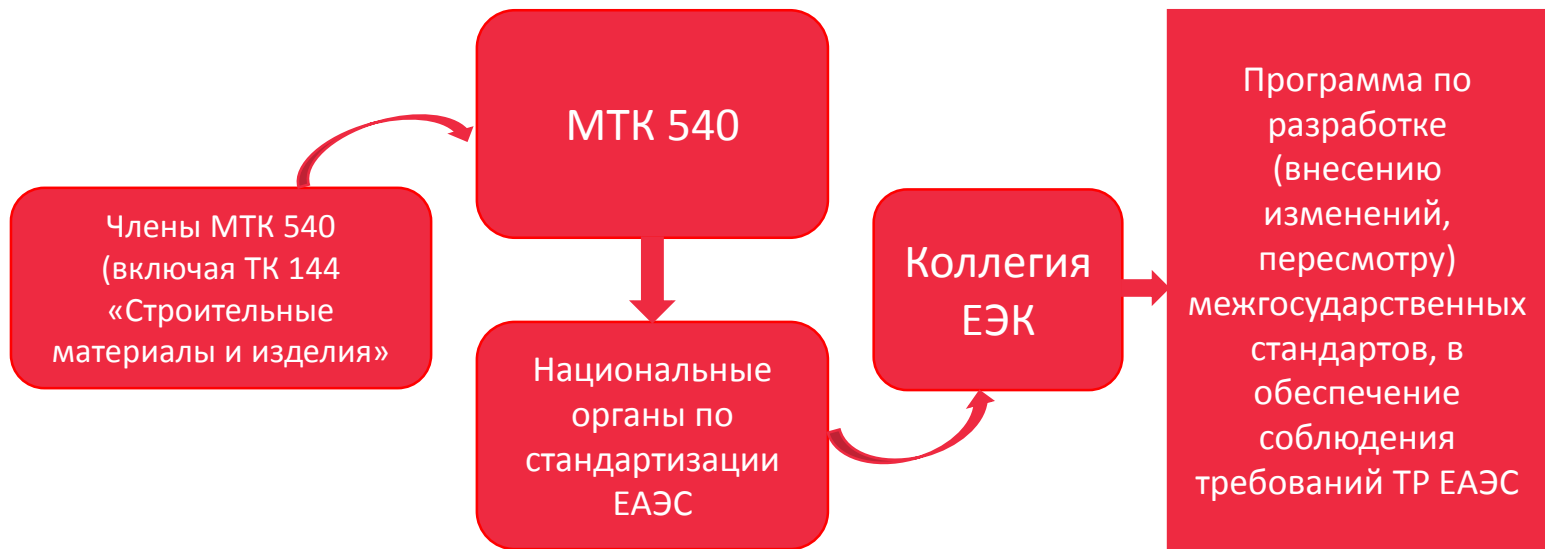 Члены МТК 540
(включая ТК 144
«Строительные
материалы и изделия»
МТК 540
Национальные
органы по
стандартизации
ЕАЭС
Коллегия
ЕЭК
Программа по
разработке
(внесению
изменений,
пересмотру)
межгосударственных
стандартов, в
обеспечение
соблюдения
требований ТР ЕАЭС